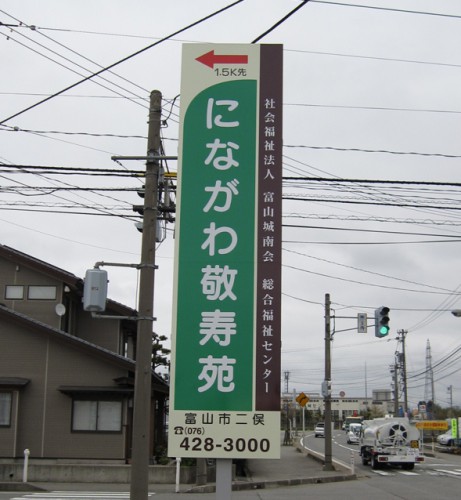 1.5K先
にながわ敬寿苑
社会福祉法人 富山城南会 総合福祉センター
富山市二俣
☎(076)
428-3000